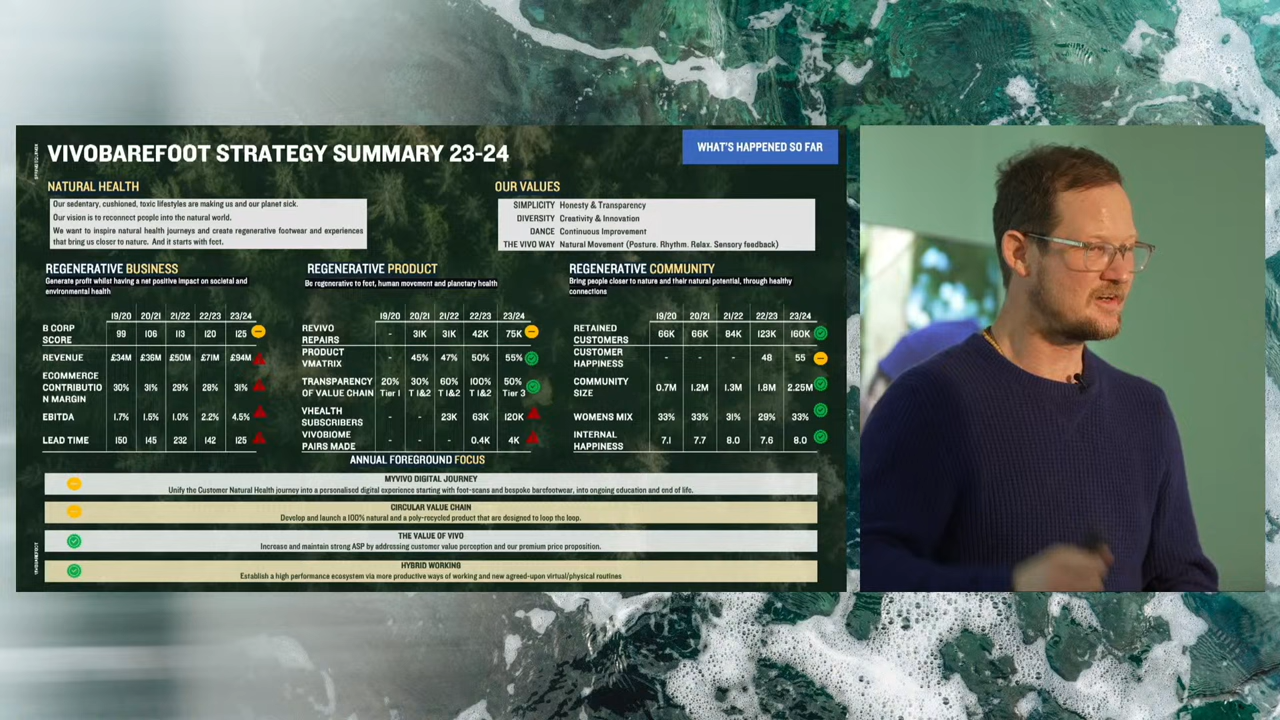 VIVOBAREFOOT STRATEGY SUMMARY 23-24
WHAT'S HAPPENED SO FAR
NATURAL HEALTH
Our sedentary, cushioned, toxic lifestyles are making us and our planet sick.
Our vision is to reconnect people into the natural world.
We want to inspire natural health journeys and create regenerative footwear and experiences
that bring us closer to nature. And it starts with feet.
OUR VALUES
SIMPLICITY Honesty & Transparency
DIVERSITY Creativity & Innovation
DANCE Continuous Improvement
THE VIVO WAY Natural Movement (Posture. Rhythm. Relax. Sensory feedback)
REGENERATIVE BUSINESS
Generate profit whilst having a net positive impact on societal and
environmental health
19/20 20/21 21/22 22/23 23/24
B CORP
SCORE 99 106 113 120 125
REVENUE £34M £36M £50M £71M £94M
ECOMMERCE
CONTRIBUTIO
N MARGIN 30% 31% 29% 28% 31%
EBITDA 1.7% 1.5% 1.0% 2.2% 4.5%
LEAD TIME 150 145 232 142 125
REGENERATIVE PRODUCT
Be regenerative to feet, human movement and planetary health
19/20 20/21 21/22 22/23 23/24
REVIVO
REPAIRS - 31K 31K 42K 75K
PRODUCT
VMATRIX - 45% 47% 50% 55%
TRANSPARENCY 20% 30% 60% 100% 50%
OF VALUE CHAIN Tier 1 T 1&2 T 1&2 T 1&2 Tier 3
VHEALTH
SUBSCRIBERS - - 23K 63K 120K
VIVOBIOME
PAIRS MADE - - - 0.4K 4K
REGENERATIVE COMMUNITY
Bring people closer to nature and their natural potential, through healthy
connections
19/20 20/21 21/22 22/23 23/24
RETAINED
CUSTOMERS 66K 66K 84K 123K 160K
CUSTOMER
HAPPINESS - - - 48 55
COMMUNITY
SIZE 0.7M 1.2M 1.3M 1.8M 2.25M
WOMENS MIX 33% 33% 31% 29% 33%
INTERNAL
HAPPINESS 7.1 7.7 8.0 7.6 8.0
ANNUAL FOREGROUND FOCUS
MYVIVO DIGITAL JOURNEY
Unify the Customer Natural Health journey into a personalised digital experience starting with foot-scans and bespoke barefootwear, into ongoing education and end of life.
CIRCULAR VALUE CHAIN
Develop and launch a 100% natural and a poly-recycled product that are designed to loop the loop.
THE VALUE OF VIVO
Increase and maintain strong ASP by addressing customer value perception and our premium price proposition.
HYBRID WORKING
Establish a high performance ecosystem via more productive ways of working and new agreed-upon virtual/physical routines